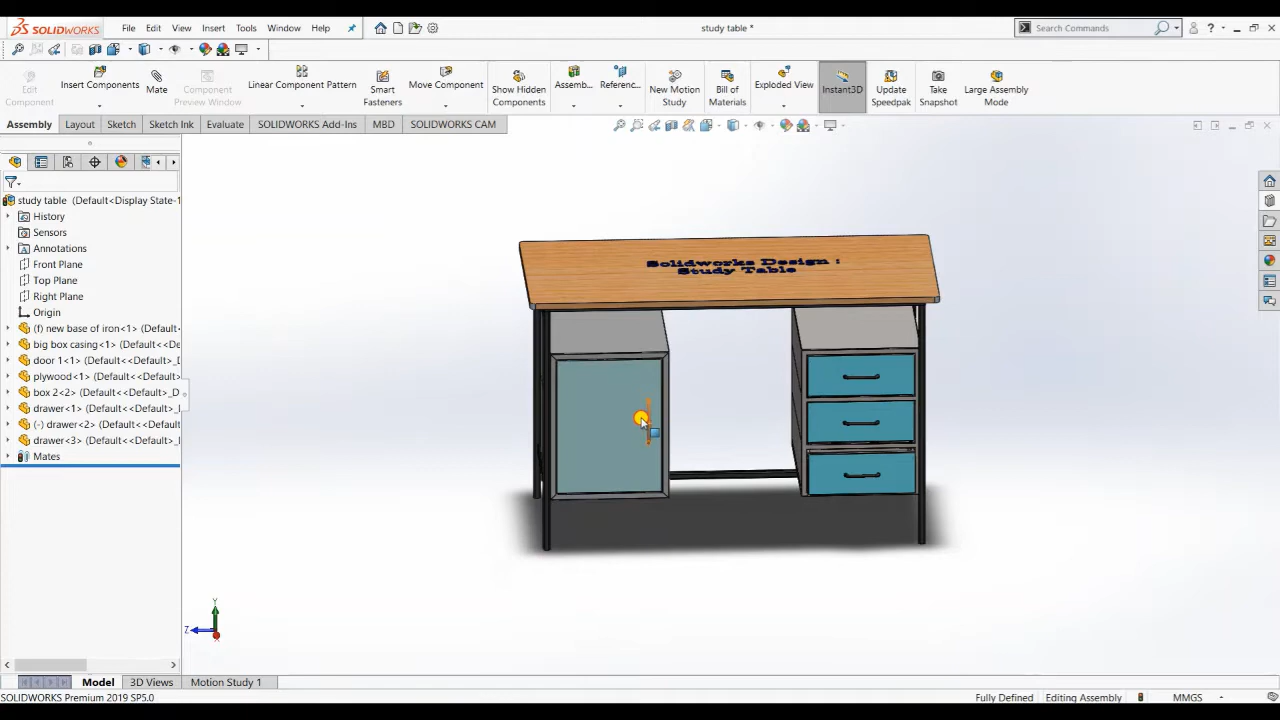 SOLIDWORKS
File Edit View Insert Tools Window Help
study table *
Search Commands
Edit Component
Insert Components
Mate
Component Preview Window
Linear Component Pattern
Smart Fasteners
Move Component
Show Hidden Components
Assemb...
Referenc...
New Motion Study
Bill of Materials
Exploded View
Instant3D
Update Speedpak
Take Snapshot
Large Assembly Mode
Assembly Layout Sketch Sketch Ink Evaluate SOLIDWORKS Add-Ins MBD SOLIDWORKS CAM
study table (Default<Display State-1
History
Sensors
Annotations
Front Plane
Top Plane
Right Plane
Origin
(f) new base of iron<1> (Default<
big box casing<1> (Default<<De
door 1<1> (Default<<Default>_D
plywood<1> (Default<<Default>_
box 2<2> (Default<<Default>_D
drawer<1> (Default<<Default>_
(-) drawer<2> (Default<<Default>
drawer<3> (Default<<Default>_
Mates
Solidworks Design :
Study Table
Y
Z
Model 3D Views Motion Study 1
SOLIDWORKS Premium 2019 SP5.0
Fully Defined Editing Assembly MMGS